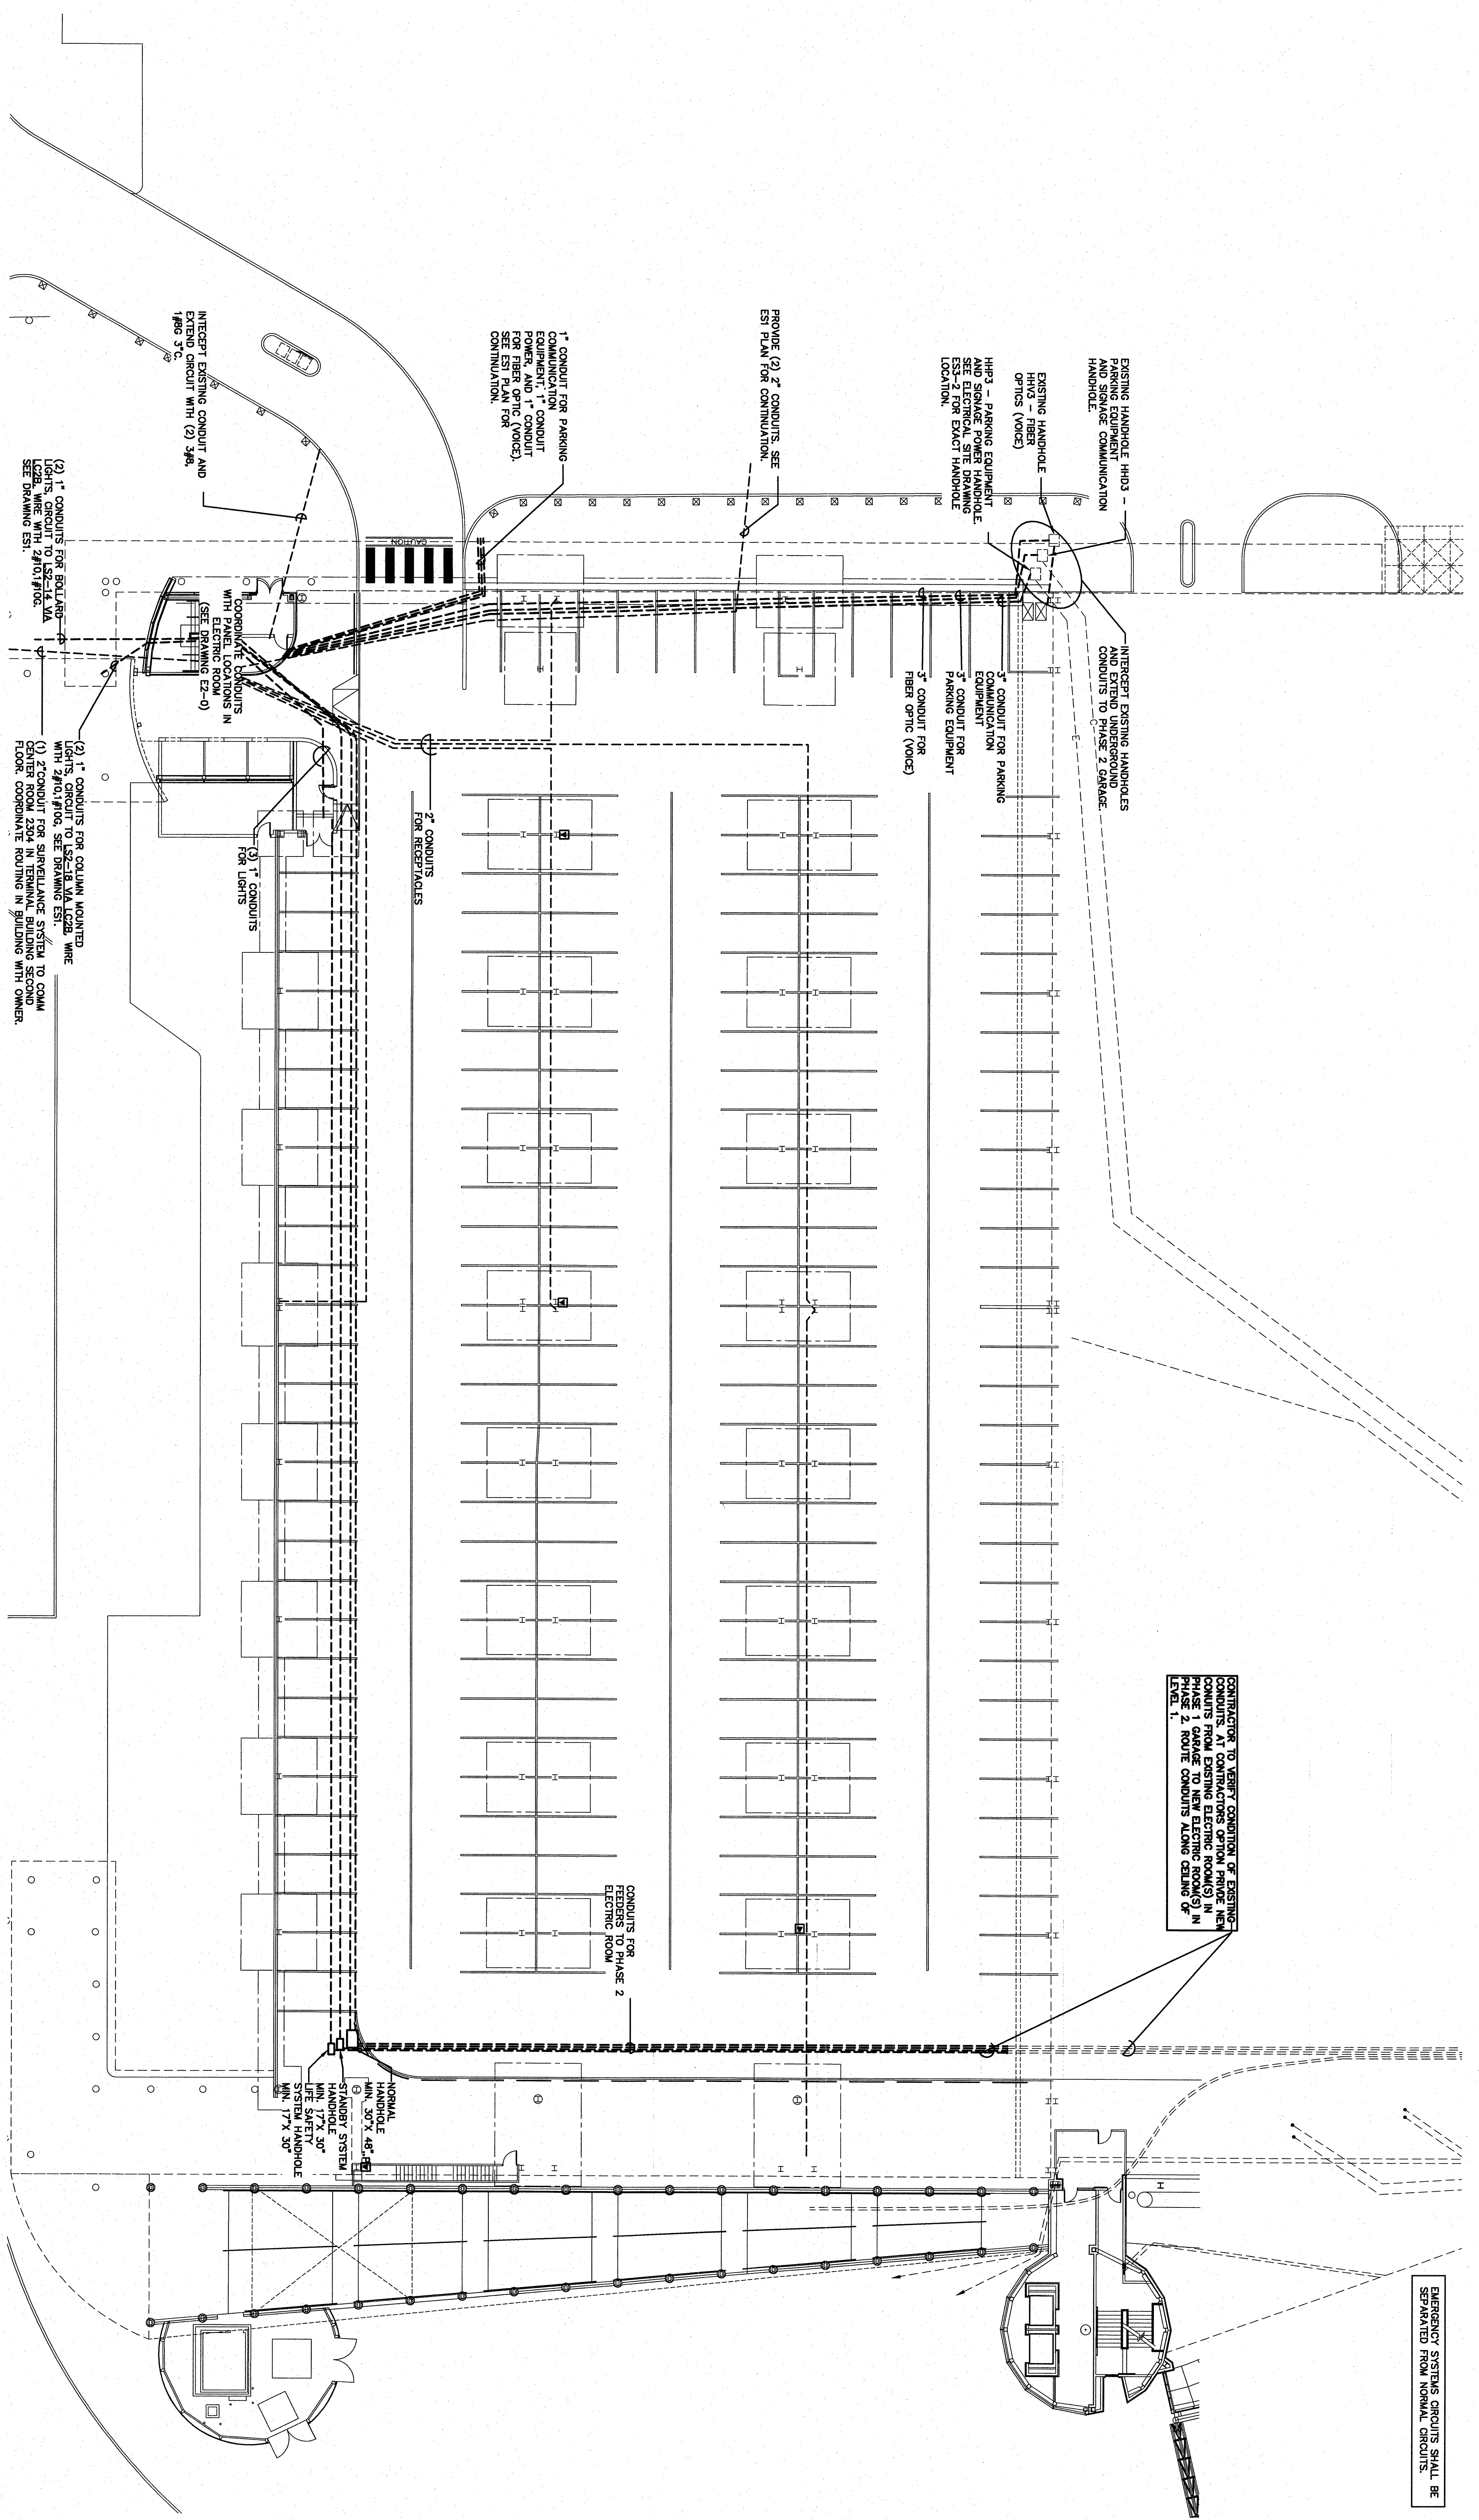 EMERGENCY SYSTEMS CIRCUITS SHALL BE
SEPARATED FROM NORMAL CIRCUITS.
CONTRACTOR TO VERIFY CONDITION OF EXISTING
CONDUITS. AT CONTRACTORS OPTION PRIVDE NEW
CONUITS FROM EXISTING ELECTRIC ROOM(S) IN
PHASE 1 GARAGE TO NEW ELECTRIC ROOM(S) IN
PHASE 2. ROUTE CONDUITS ALONG CEILING OF
LEVEL 1.
EXISTING HANDHOLE HHD3 -
PARKING EQUIPMENT
AND SIGNAGE COMMUNICATION
HANDHOLE.
INTERCEPT EXISTING HANDHOLES
AND EXTEND UNDERGROUND
CONDUITS TO PHASE 2 GARAGE.
EXISTING HANDHOLE
HHV3 - FIBER
OPTICS (VOICE)
HHP3 - PARKING EQUIPMENT
AND SIGNAGE POWER HANDHOLE.
SEE ELECTRICAL SITE DRAWING
ES3-2 FOR EXACT HANDHOLE
LOCATION.
3" CONDUIT FOR PARKING
COMMUNICATION
EQUIPMENT
3" CONDUIT FOR
PARKING EQUIPMENT
3" CONDUIT FOR
FIBER OPTIC (VOICE)
PROVIDE (2) 2" CONDUITS. SEE
ES1 PLAN FOR CONTINUATION.
1" CONDUIT FOR PARKING
COMMUNICATION
EQUIPMENT, 1" CONDUIT
POWER, AND 1" CONDUIT
FOR FIBER OPTIC (VOICE).
SEE ES1 PLAN FOR
CONTINUATION.
CONDUITS FOR
FEEDERS TO PHASE 2
ELECTRIC ROOM
CAUTION
2" CONDUITS
FOR RECEPTACLES
NORMAL
HANDHOLE
MIN. 30"X 48"
STANDBY SYSTEM
HANDHOLE
MIN. 17"X 30"
LIFE SAFETY
SYSTEM HANDHOLE
MIN. 17"X 30"
(3) 1" CONDUITS
FOR LIGHTS
COORDINATE CONDUITS
WITH PANEL LOCATIONS IN
ELECTRIC ROOM
(SEE DRAWING E2-0)
INTECEPT EXISTING CONDUIT AND
EXTEND CIRCUIT WITH (2) 3#8,
1#8G 3"C.
(2) 1" CONDUITS FOR BOLLARD
LIGHTS, CIRCUIT TO LS2-14 VIA
LC2B, WIRE WITH 2#10,1#10G.
SEE DRAWING ES1.
(2) 1" CONDUITS FOR COLUMN MOUNTED
LIGHTS, CIRCUIT TO LS2-18 VIA LC2B, WIRE
WITH 2#10,1#10G, SEE DRAWING ES1.
(1) 2"CONDUIT FOR SURVEILLANCE SYSTEM TO COMM
CENTER ROOM 2304 IN TERMINAL BUILDING SECOND
FLOOR. COORDINATE ROUTING IN BUILDING WITH OWNER.